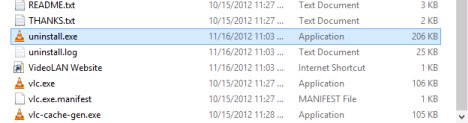 README.txt 10/15/2012 11:27 ... Text Document 3 KB
THANKS.txt 10/15/2012 11:27 ... Text Document 2 KB
uninstall.exe 11/16/2012 11:03 ... Application 206 KB
uninstall.log 11/16/2012 11:03 ... Text Document 25 KB
VideoLAN Website 11/16/2012 11:03 ... Internet Shortcut 1 KB
vlc.exe 10/15/2012 11:27 ... Application 106 KB
vlc.exe.manifest 10/15/2012 11:27 ... MANIFEST File 1 KB
vlc-cache-gen.exe 10/15/2012 11:28 ... Application 105 KB